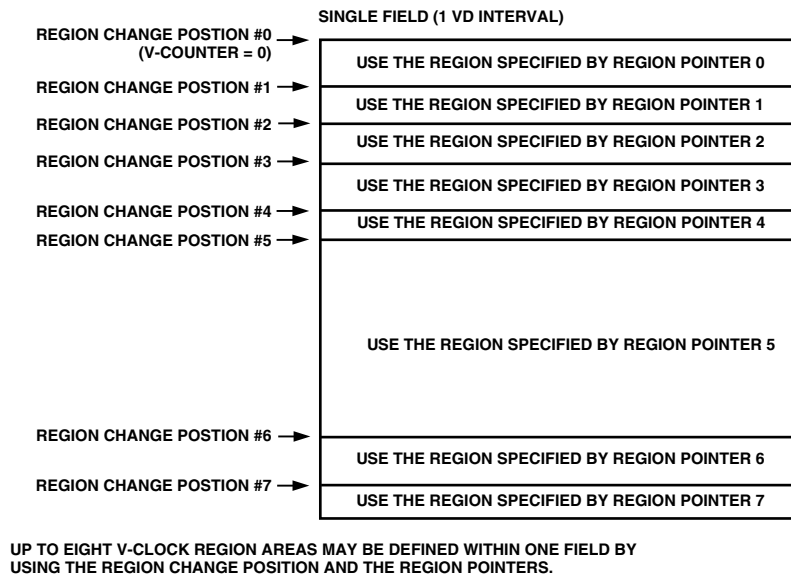 SINGLE FIELD (1 VD INTERVAL)
REGION CHANGE POSTION #0
(V-COUNTER = 0)
USE THE REGION SPECIFIED BY REGION POINTER 0
REGION CHANGE POSTION #1
USE THE REGION SPECIFIED BY REGION POINTER 1
REGION CHANGE POSTION #2
USE THE REGION SPECIFIED BY REGION POINTER 2
REGION CHANGE POSTION #3
USE THE REGION SPECIFIED BY REGION POINTER 3
REGION CHANGE POSTION #4
USE THE REGION SPECIFIED BY REGION POINTER 4
REGION CHANGE POSTION #5
USE THE REGION SPECIFIED BY REGION POINTER 5
REGION CHANGE POSTION #6
USE THE REGION SPECIFIED BY REGION POINTER 6
REGION CHANGE POSTION #7
USE THE REGION SPECIFIED BY REGION POINTER 7
UP TO EIGHT V-CLOCK REGION AREAS MAY BE DEFINED WITHIN ONE FIELD BY
USING THE REGION CHANGE POSITION AND THE REGION POINTERS.